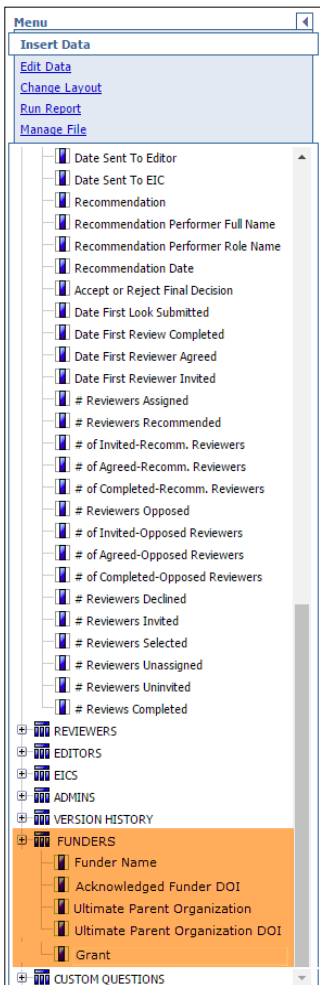 Menu
Insert Data
Edit Data
Change Layout
Run Report
Manage File
Date Sent To Editor
Date Sent To EIC
Recommendation
Recommendation Performer Full Name
Recommendation Performer Role Name
Recommendation Date
Accept or Reject Final Decision
Date First Look Submitted
Date First Review Completed
Date First Reviewer Agreed
Date First Reviewer Invited
# Reviewers Assigned
# Reviewers Recommended
# of Invited-Recomm. Reviewers
# of Agreed-Recomm. Reviewers
# of Completed-Recomm. Reviewers
# Reviewers Opposed
# of Invited-Opposed Reviewers
# of Agreed-Opposed Reviewers
# of Completed-Opposed Reviewers
# Reviewers Declined
# Reviewers Invited
# Reviewers Selected
# Reviewers Unassigned
# Reviewers Uninvited
# Reviews Completed
REVIEWERS
EDITORS
EICS
ADMINS
VERSION HISTORY
FUNDERS
Funder Name
Acknowledged Funder DOI
Ultimate Parent Organization
Ultimate Parent Organization DOI
Grant
CUSTOM QUESTIONS